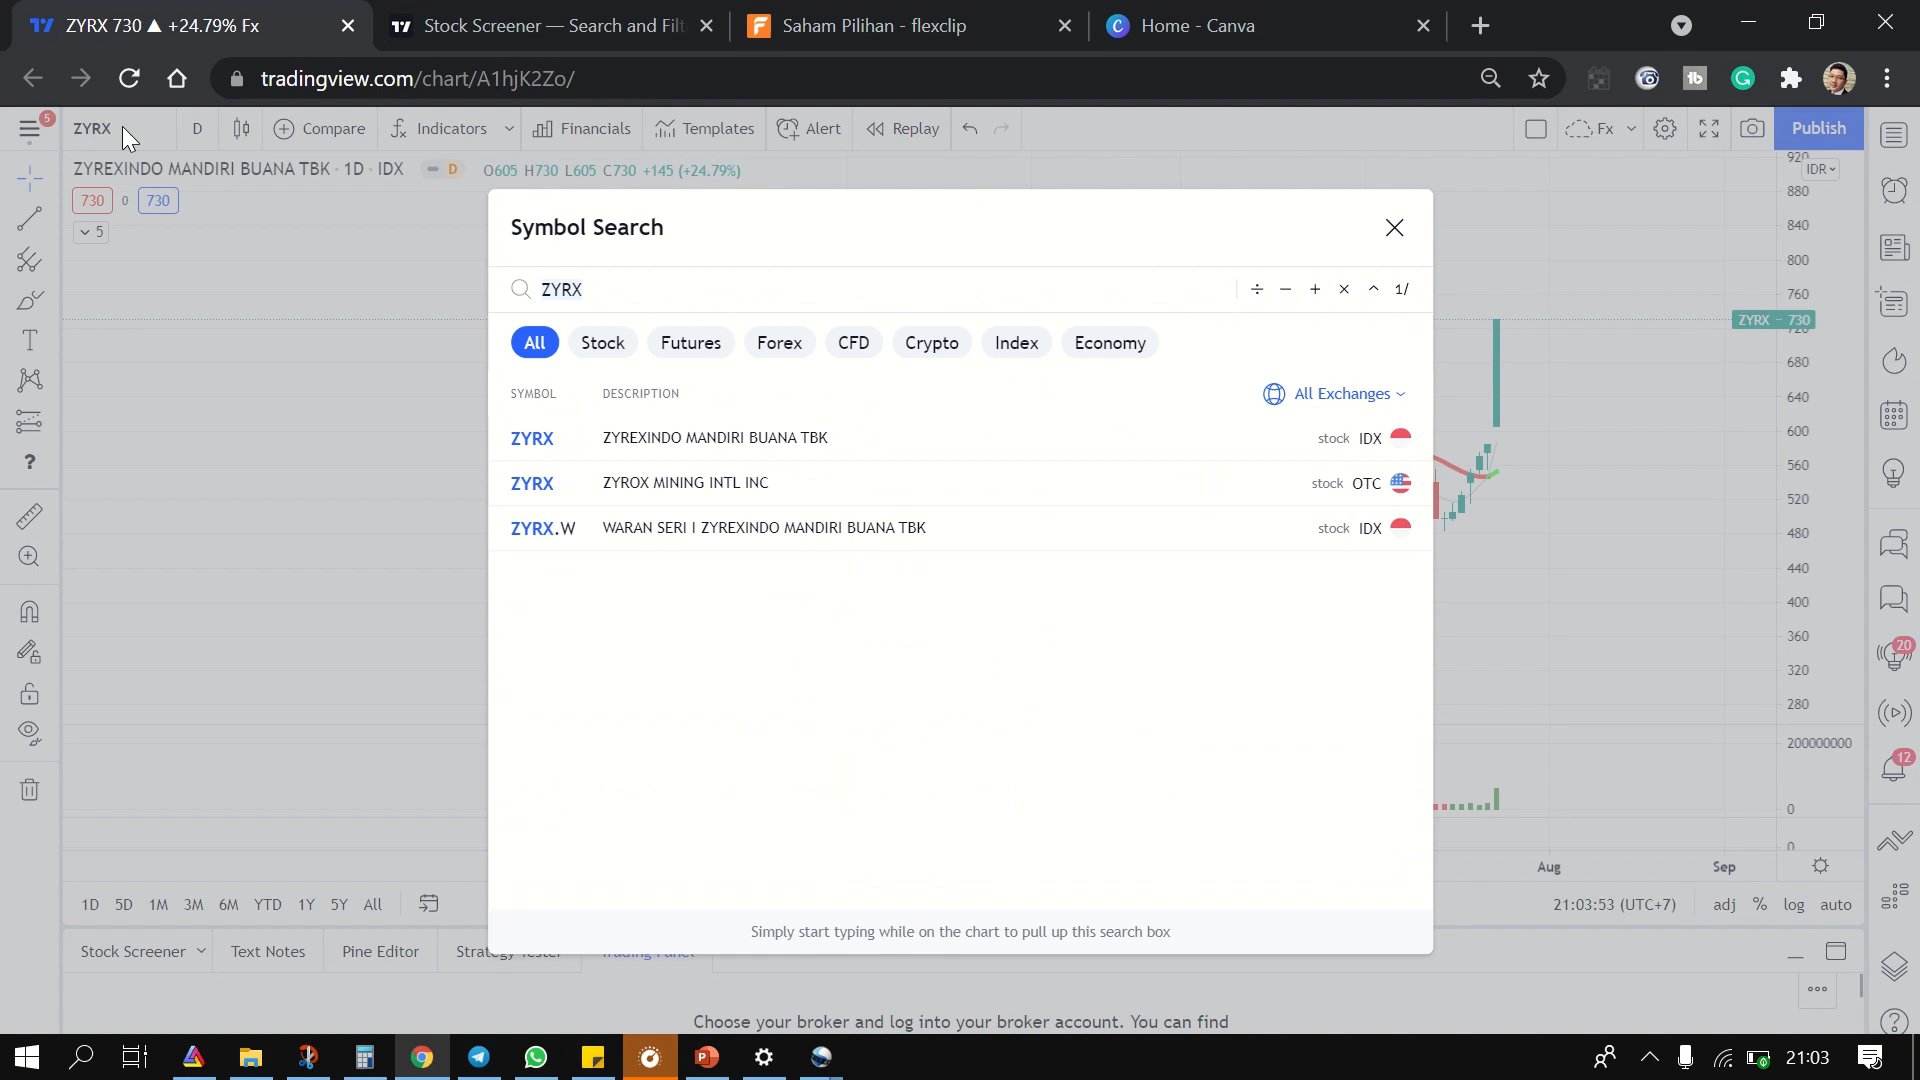 ZYRX 730 ▲ +24.79% Fx
Stock Screener — Search and Filt
Saham Pilihan - flexclip
Home - Canva
tradingview.com/chart/A1hjK2Zo/
5
ZYRX
D
Compare
Indicators
Financials
Templates
Alert
Replay
Fx
Publish
ZYREXINDO MANDIRI BUANA TBK · 1D · IDX
D
O605 H730 L605 C730 +145 (+24.79%)
730 0 730
5
Symbol Search
ZYRX
÷ − + × ^ 1/
All
Stock
Futures
Forex
CFD
Crypto
Index
Economy
SYMBOL DESCRIPTION
All Exchanges
ZYRX ZYREXINDO MANDIRI BUANA TBK stock IDX
ZYRX ZYROX MINING INTL INC stock OTC
ZYRX.W WARAN SERI I ZYREXINDO MANDIRI BUANA TBK stock IDX
Simply start typing while on the chart to pull up this search box
920
IDR
880
840
800
760
ZYRX − 730
720
680
640
600
560
520
480
440
400
360
320
280
200000000
0
0
Aug
Sep
20
12
1D 5D 1M 3M 6M YTD 1Y 5Y All
21:03:53 (UTC+7)
adj % log auto
Stock Screener
Text Notes
Pine Editor
Strategy Tester
Trading Panel
Choose your broker and log into your broker account. You can find
21:03